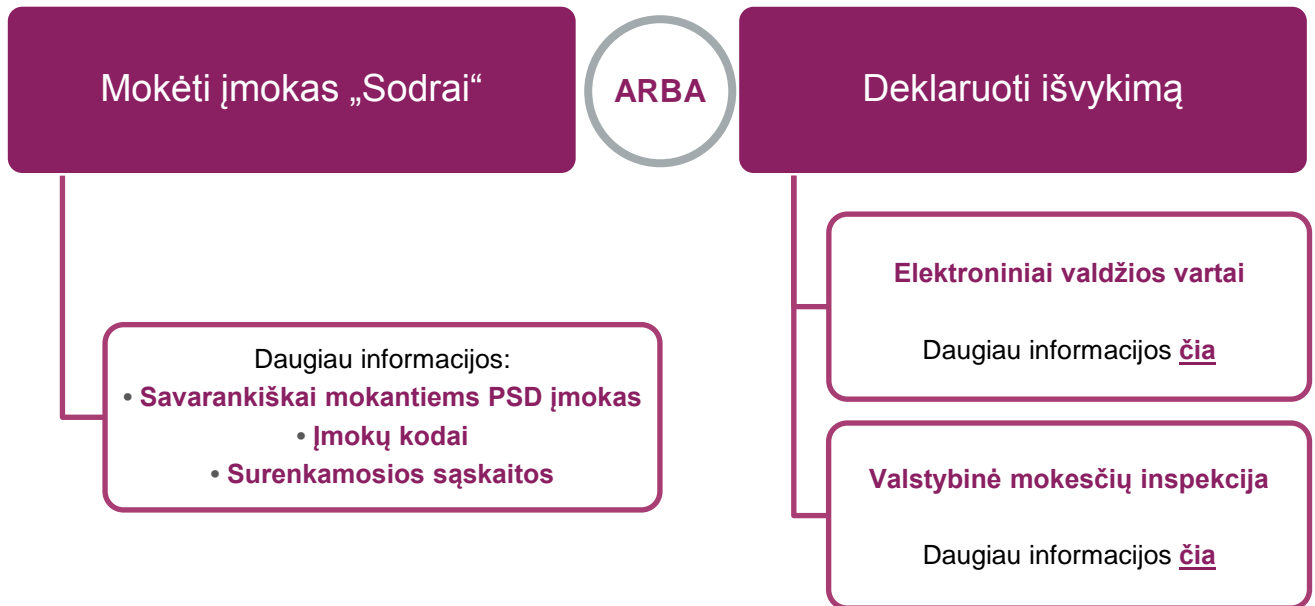 Mokėti įmokas „Sodrai“
ARBA
Deklaruoti išvykimą
Daugiau informacijos:
• Savarankiškai mokantiems PSD įmokas
• Įmokų kodai
• Surenkamosios sąskaitos
Elektroniniai valdžios vartai
Daugiau informacijos čia
Valstybinė mokesčių inspekcija
Daugiau informacijos čia